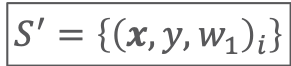 S′ = {(x, y, w₁)ᵢ}